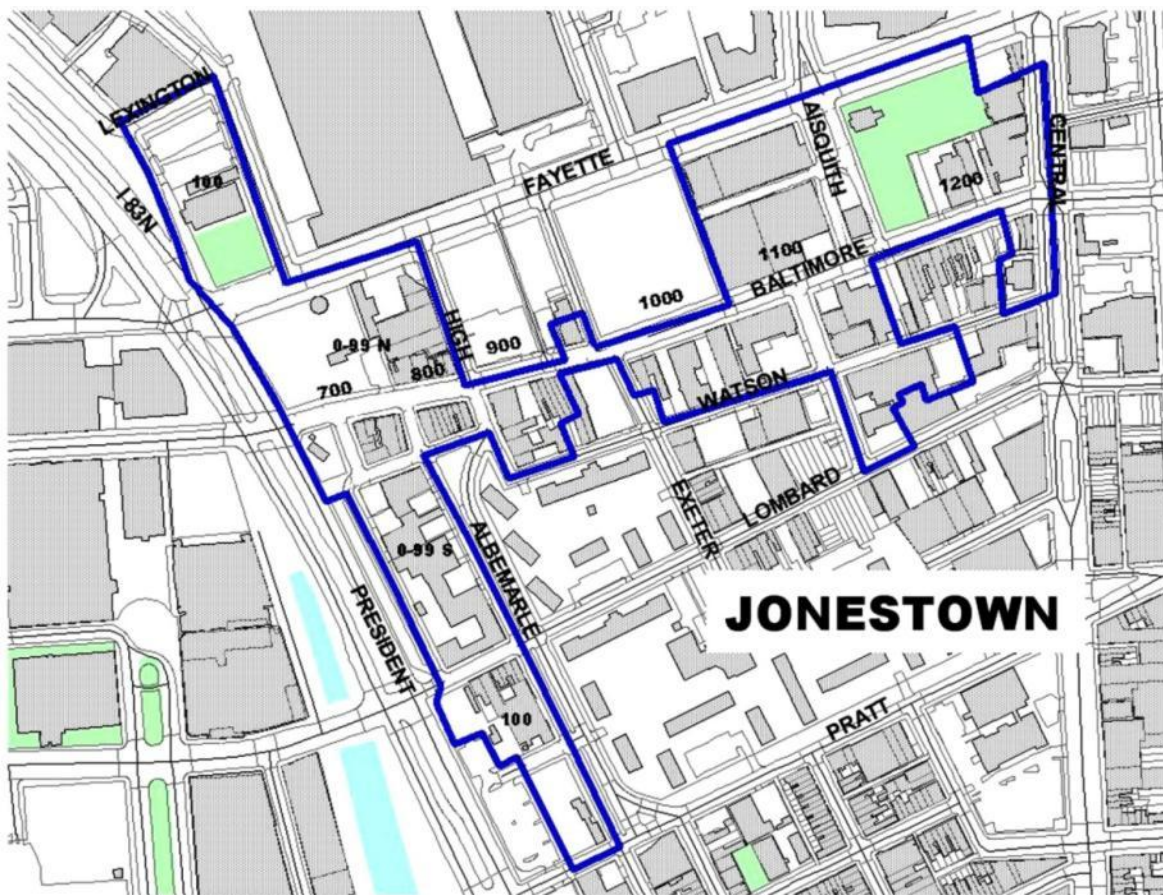 LEXINGTON
I-83N
100
FAYETTE
AISQUITH
CENTRAL
1200
1100
BALTIMORE
1000
HIGH
900
0-99 N
800
700
WATSON
EXETER
LOMBARD
0-99 S
ALBEMARLE
PRESIDENT
JONESTOWN
100
PRATT